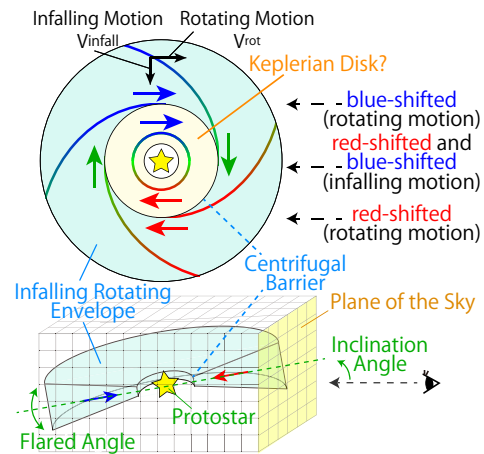 Infalling Motion
Vinfall
Rotating Motion
Vrot
Keplerian Disk?
blue-shifted
(rotating motion)
red-shifted and
blue-shifted
(infalling motion)
red-shifted
(rotating motion)
Centrifugal
Barrier
Infalling Rotating
Envelope
Plane of the Sky
Inclination
Angle
Protostar
Flared Angle